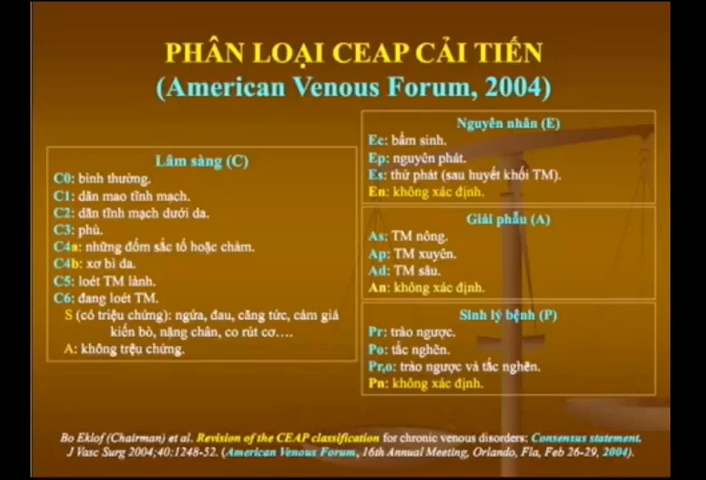 PHÂN LOẠI CEAP CẢI TIẾN
(American Venous Forum, 2004)
Lâm sàng (C)
C0: bình thường.
C1: dãn mao tĩnh mạch.
C2: dãn tĩnh mạch dưới da.
C3: phù.
C4a: những đốm sắc tố hoặc chàm.
C4b: xơ bì da.
C5: loét TM lành.
C6: đang loét TM.
S (có triệu chứng): ngứa, đau, căng tức, cảm giá
kiến bò, nặng chân, co rút cơ….
A: không trệu chứng.
Nguyên nhân (E)
Ec: bẩm sinh.
Ep: nguyên phát.
Es: thứ phát (sau huyết khối TM).
En: không xác định.
Giải phẫu (A)
As: TM nông.
Ap: TM xuyên.
Ad: TM sâu.
An: không xác định.
Sinh lý bệnh (P)
Pr: trào ngược.
Po: tắc nghẽn.
Pr,o: trào ngược và tắc nghẽn.
Pn: không xác định.
Bo Eklof (Chairman) et al. Revision of the CEAP classification for chronic venous disorders: Consensus statement.
J Vasc Surg 2004;40:1248-52. (American Venous Forum, 16th Annual Meeting, Orlando, Fla, Feb 26-29, 2004).